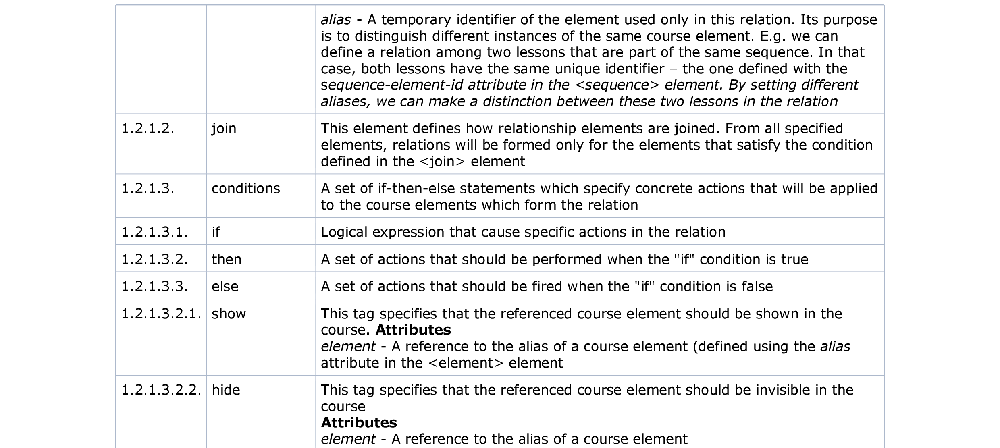 alias - A temporary identifier of the element used only in this relation. Its purpose
is to distinguish different instances of the same course element. E.g. we can
define a relation among two lessons that are part of the same sequence. In that
case, both lessons have the same unique identifier – the one defined with the
sequence-element-id attribute in the <sequence> element. By setting different
aliases, we can make a distinction between these two lessons in the relation
1.2.1.2. join This element defines how relationship elements are joined. From all specified
elements, relations will be formed only for the elements that satisfy the condition
defined in the <join> element
1.2.1.3. conditions A set of if-then-else statements which specify concrete actions that will be applied
to the course elements which form the relation
1.2.1.3.1. if Logical expression that cause specific actions in the relation
1.2.1.3.2. then A set of actions that should be performed when the "if" condition is true
1.2.1.3.3. else A set of actions that should be fired when the "if" condition is false
1.2.1.3.2.1. show This tag specifies that the referenced course element should be shown in the
course. Attributes
element - A reference to the alias of a course element (defined using the alias
attribute in the <element> element
1.2.1.3.2.2. hide This tag specifies that the referenced course element should be invisible in the
course
Attributes
element - A reference to the alias of a course element